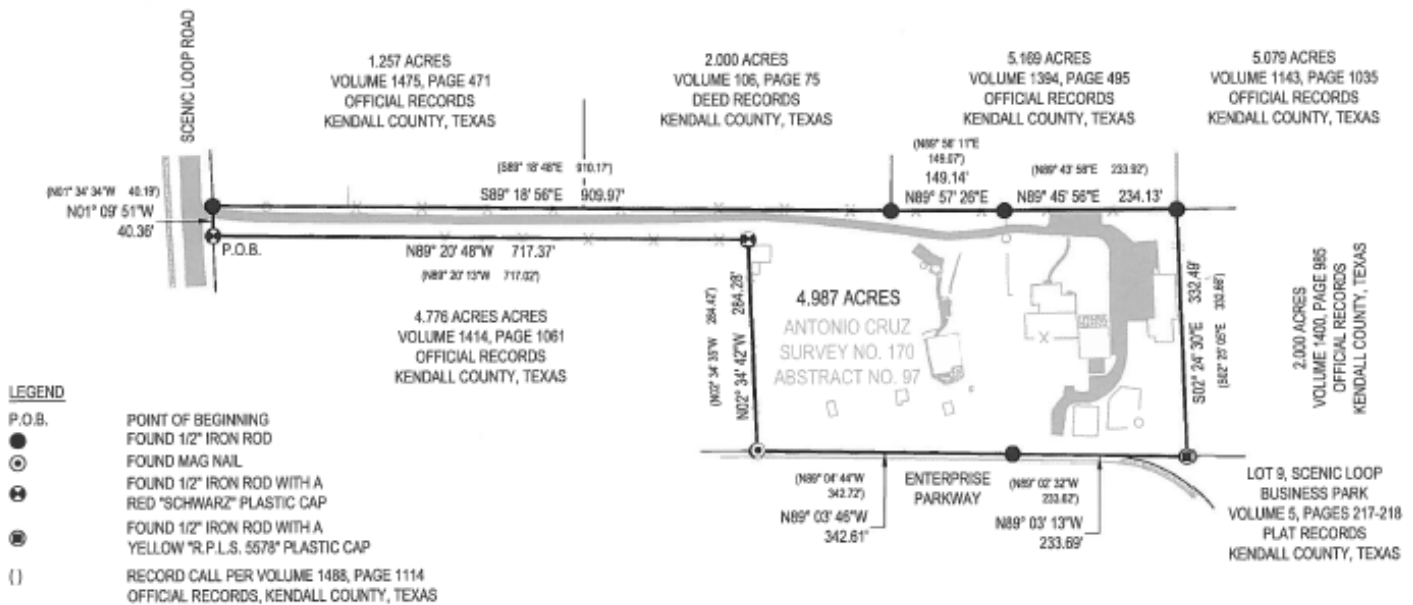 SCENIC LOOP ROAD
1.257 ACRES
VOLUME 1475, PAGE 471
OFFICIAL RECORDS
KENDALL COUNTY, TEXAS
2.000 ACRES
VOLUME 106, PAGE 75
DEED RECORDS
KENDALL COUNTY, TEXAS
5.169 ACRES
VOLUME 1394, PAGE 495
OFFICIAL RECORDS
KENDALL COUNTY, TEXAS
5.079 ACRES
VOLUME 1143, PAGE 1035
OFFICIAL RECORDS
KENDALL COUNTY, TEXAS
(N01° 34' 34"W 40.19')
N01° 09' 51"W
40.36'
(S89° 18' 48"E 910.17')
S89° 18' 56"E 909.97'
(N89° 56' 11"E
149.07')
149.14'
N89° 57' 26"E
(N89° 43' 58"E 233.92')
N89° 45' 56"E 234.13'
P.O.B.
N89° 20' 48"W 717.37'
(N89° 20' 13"W 717.02')
4.776 ACRES ACRES
VOLUME 1414, PAGE 1061
OFFICIAL RECORDS
KENDALL COUNTY, TEXAS
(N02° 34' 35"W 284.42')
N02° 34' 42"W 284.28'
4.987 ACRES
ANTONIO CRUZ
SURVEY NO. 170
ABSTRACT NO. 97
S02° 24' 30"E 332.49'
(S02° 25' 05"E 332.66')
2.000 ACRES
VOLUME 1400, PAGE 985
OFFICIAL RECORDS
KENDALL COUNTY, TEXAS
(N89° 04' 44"W
342.72')
N89° 03' 46"W
342.61'
ENTERPRISE
PARKWAY
(N89° 02' 32"W
233.62')
N89° 03' 13"W
233.69'
LOT 9, SCENIC LOOP
BUSINESS PARK
VOLUME 5, PAGES 217-218
PLAT RECORDS
KENDALL COUNTY, TEXAS
LEGEND
P.O.B. POINT OF BEGINNING
FOUND 1/2" IRON ROD
FOUND MAG NAIL
FOUND 1/2" IRON ROD WITH A
RED "SCHWARZ" PLASTIC CAP
FOUND 1/2" IRON ROD WITH A
YELLOW "R.P.L.S. 5578" PLASTIC CAP
( ) RECORD CALL PER VOLUME 1488, PAGE 1114
OFFICIAL RECORDS, KENDALL COUNTY, TEXAS